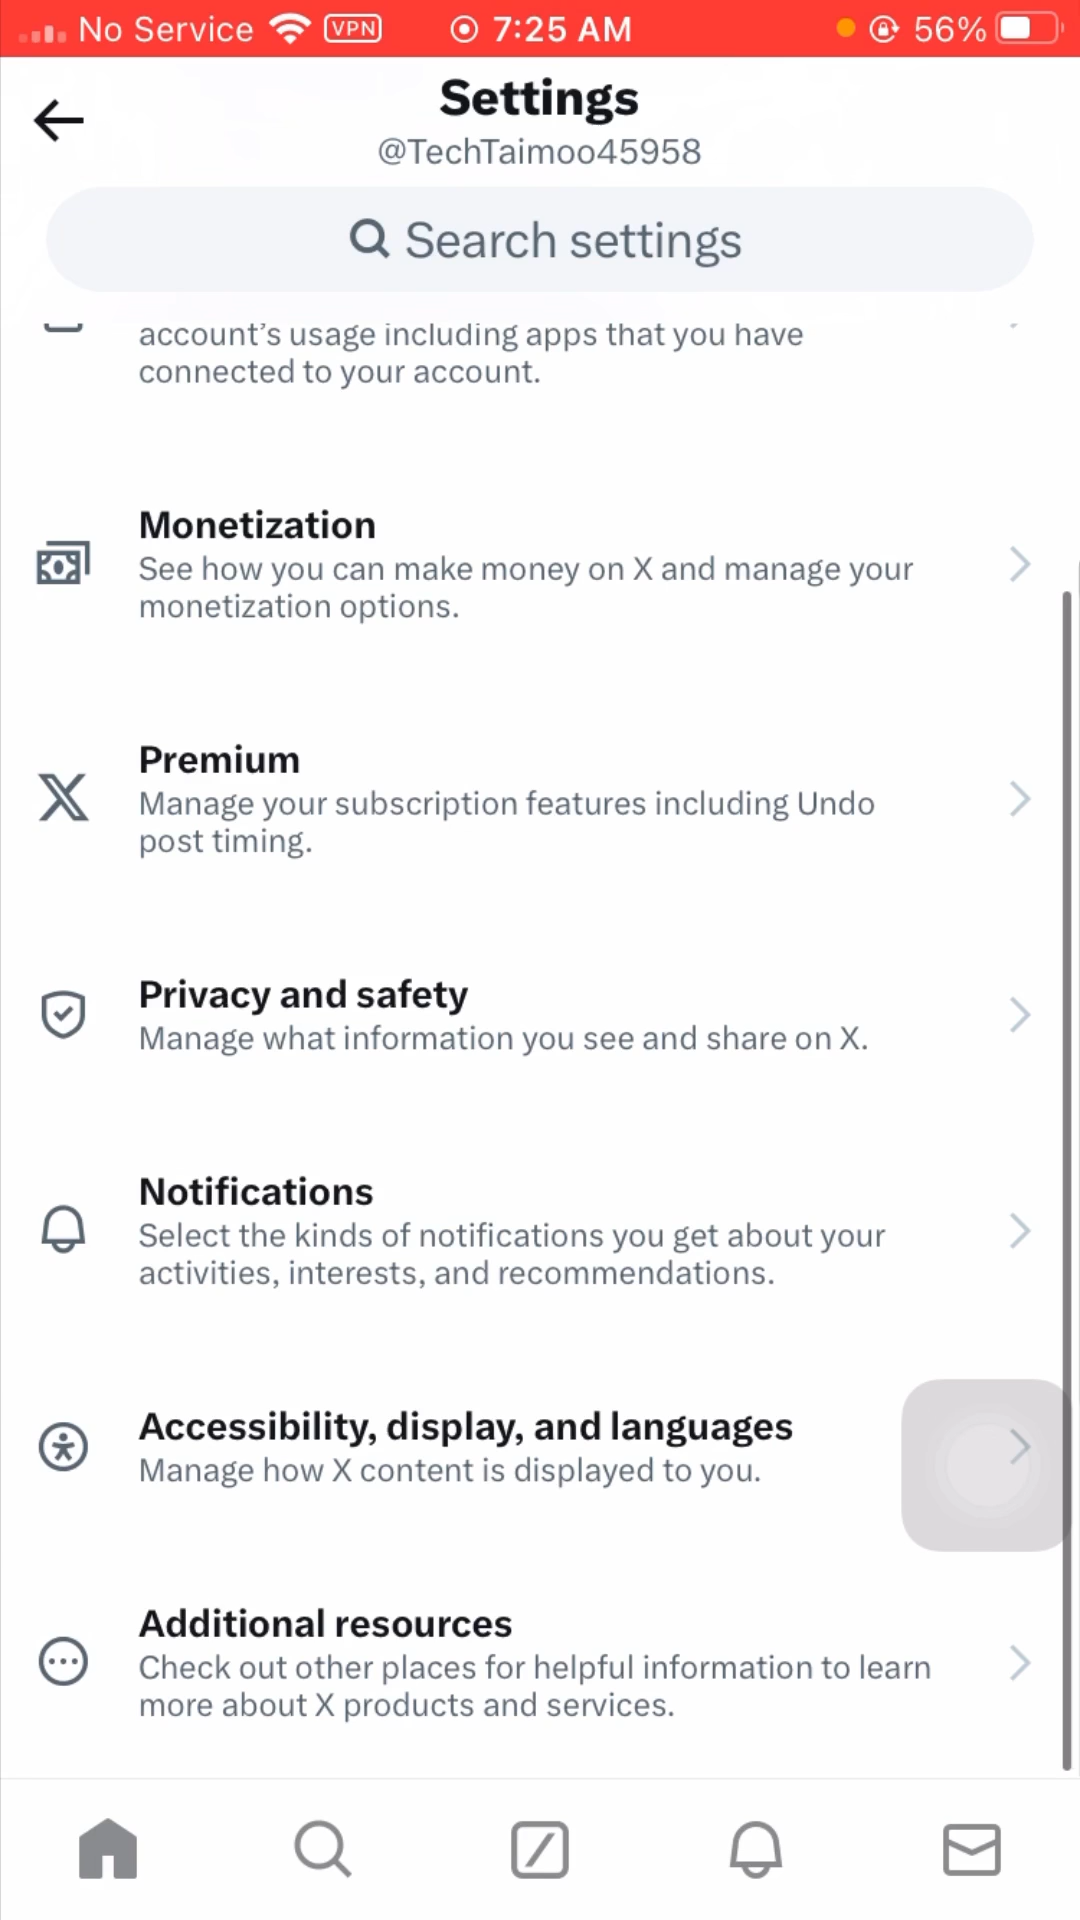 No Service VPN 7:25 AM 56%
Settings
@TechTaimoo45958
Search settings
account’s usage including apps that you have
connected to your account.
Monetization
See how you can make money on X and manage your
monetization options.
Premium
Manage your subscription features including Undo
post timing.
Privacy and safety
Manage what information you see and share on X.
Notifications
Select the kinds of notifications you get about your
activities, interests, and recommendations.
Accessibility, display, and languages
Manage how X content is displayed to you.
Additional resources
Check out other places for helpful information to learn
more about X products and services.